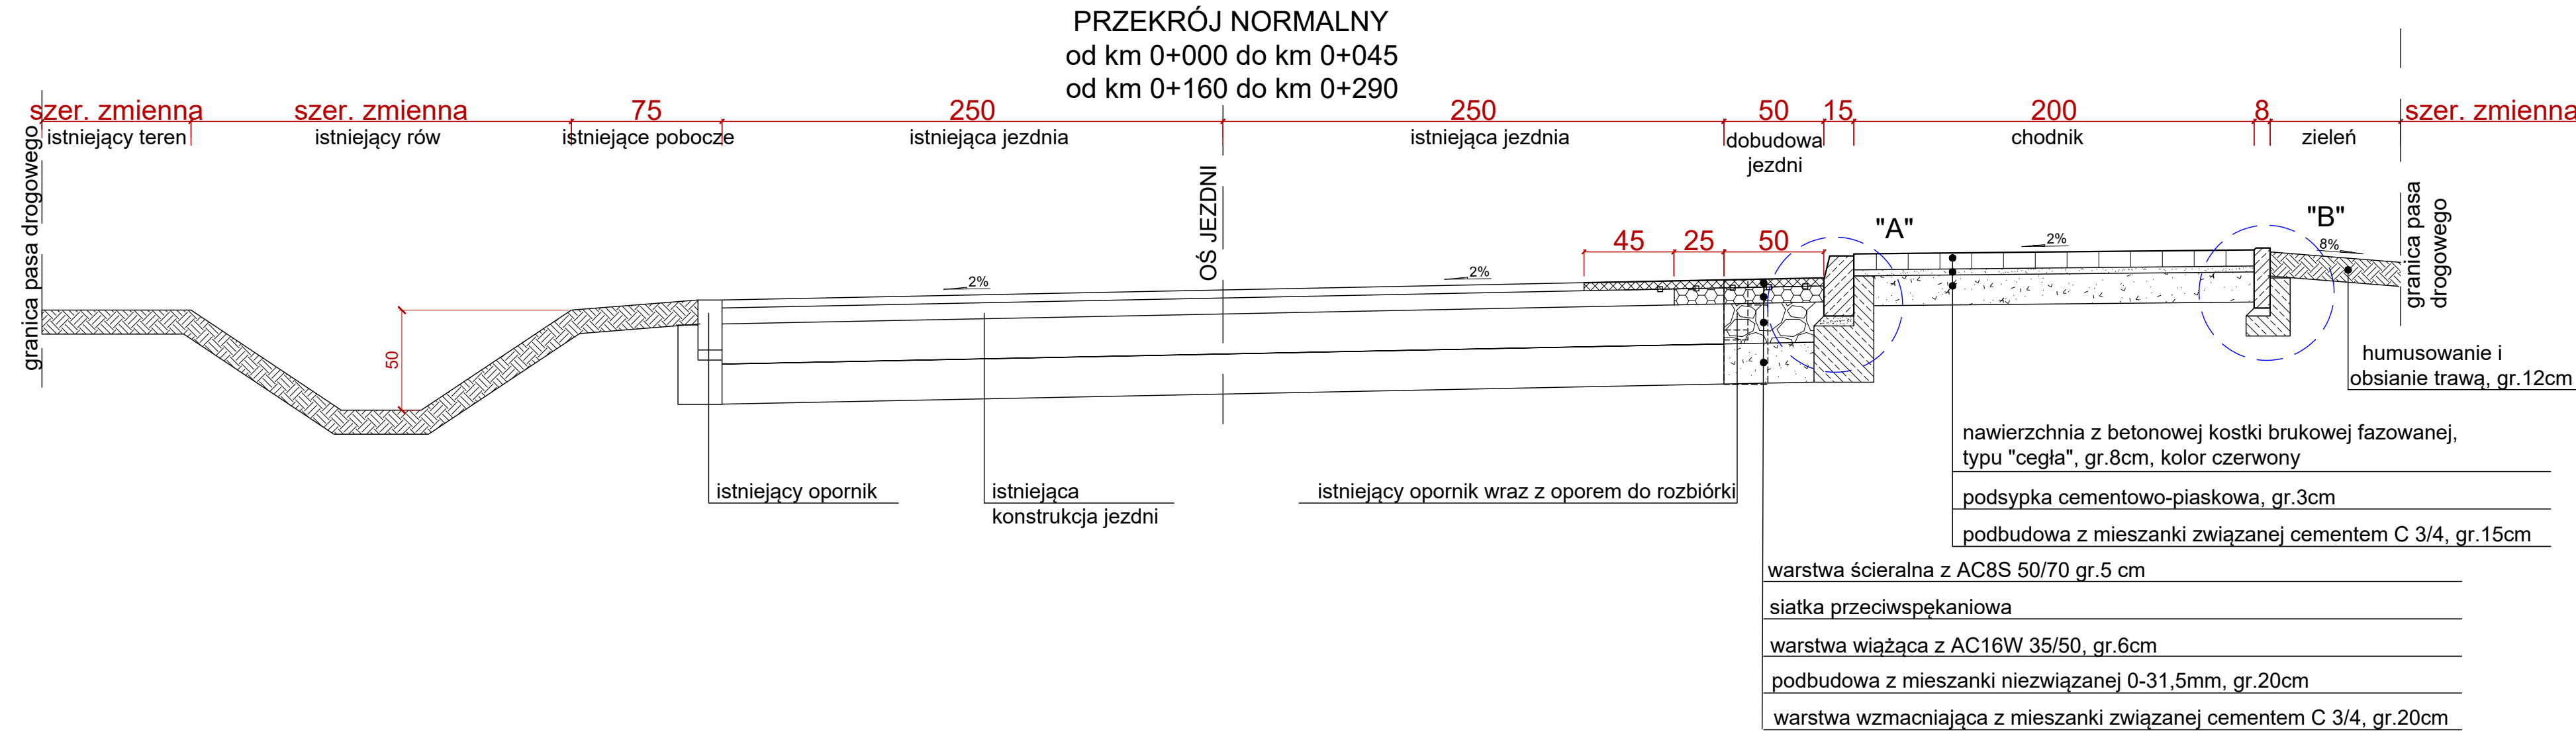 PRZEKRÓJ NORMALNY
od km 0+000 do km 0+045
od km 0+160 do km 0+290
szer. zmienna
szer. zmienna
75
250
250
50
15
200
8
szer. zmienna
istniejący teren
istniejący rów
istniejące pobocze
istniejąca jezdnia
istniejąca jezdnia
dobudowa
jezdni
chodnik
zieleń
granica pasa drogowego
OŚ JEZDNI
granica pasa
drogowego
"A"
"B"
45
25
50
2%
2%
2%
8%
50
humusowanie i
obsianie trawą, gr.12cm
nawierzchnia z betonowej kostki brukowej fazowanej,
typu "cegła", gr.8cm, kolor czerwony
podsypka cementowo-piaskowa, gr.3cm
podbudowa z mieszanki związanej cementem C 3/4, gr.15cm
istniejący opornik
istniejąca
konstrukcja jezdni
istniejący opornik wraz z oporem do rozbiórki
warstwa ścieralna z AC8S 50/70 gr.5 cm
siatka przeciwspękaniowa
warstwa wiążąca z AC16W 35/50, gr.6cm
podbudowa z mieszanki niezwiązanej 0-31,5mm, gr.20cm
warstwa wzmacniająca z mieszanki związanej cementem C 3/4, gr.20cm